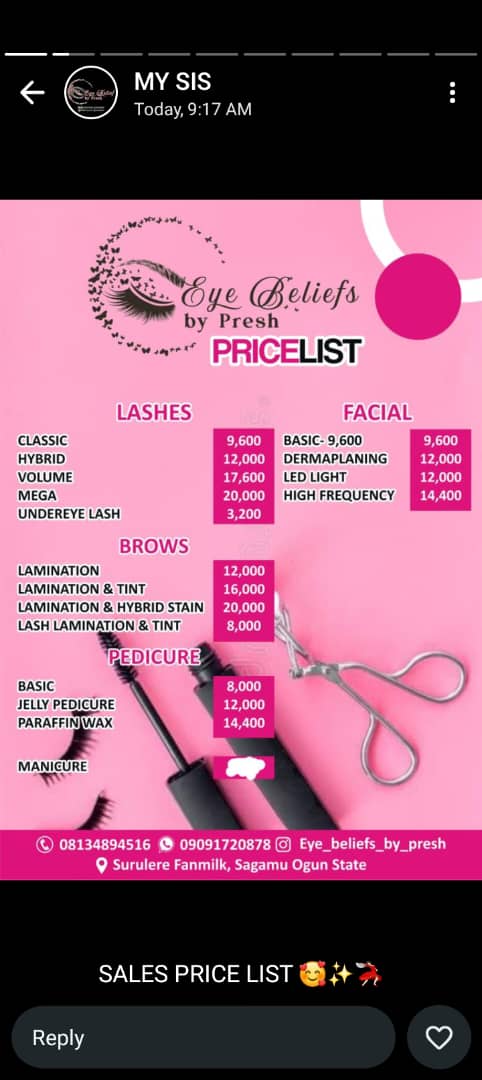 MY SIS
Today, 9:17 AM
Eye Beliefs
by Presh
PRICELIST
LASHES
CLASSIC 9,600
HYBRID 12,000
VOLUME 17,600
MEGA 20,000
UNDEREYE LASH 3,200
FACIAL
BASIC- 9,600 9,600
DERMAPLANING 12,000
LED LIGHT 12,000
HIGH FREQUENCY 14,400
BROWS
LAMINATION 12,000
LAMINATION & TINT 16,000
LAMINATION & HYBRID STAIN 20,000
LASH LAMINATION & TINT 8,000
PEDICURE
BASIC 8,000
JELLY PEDICURE 12,000
PARAFFIN WAX 14,400
MANICURE
08134894516 09091720878 Eye_beliefs_by_presh
Surulere Fanmilk, Sagamu Ogun State
SALES PRICE LIST 🥰✨💃
Reply